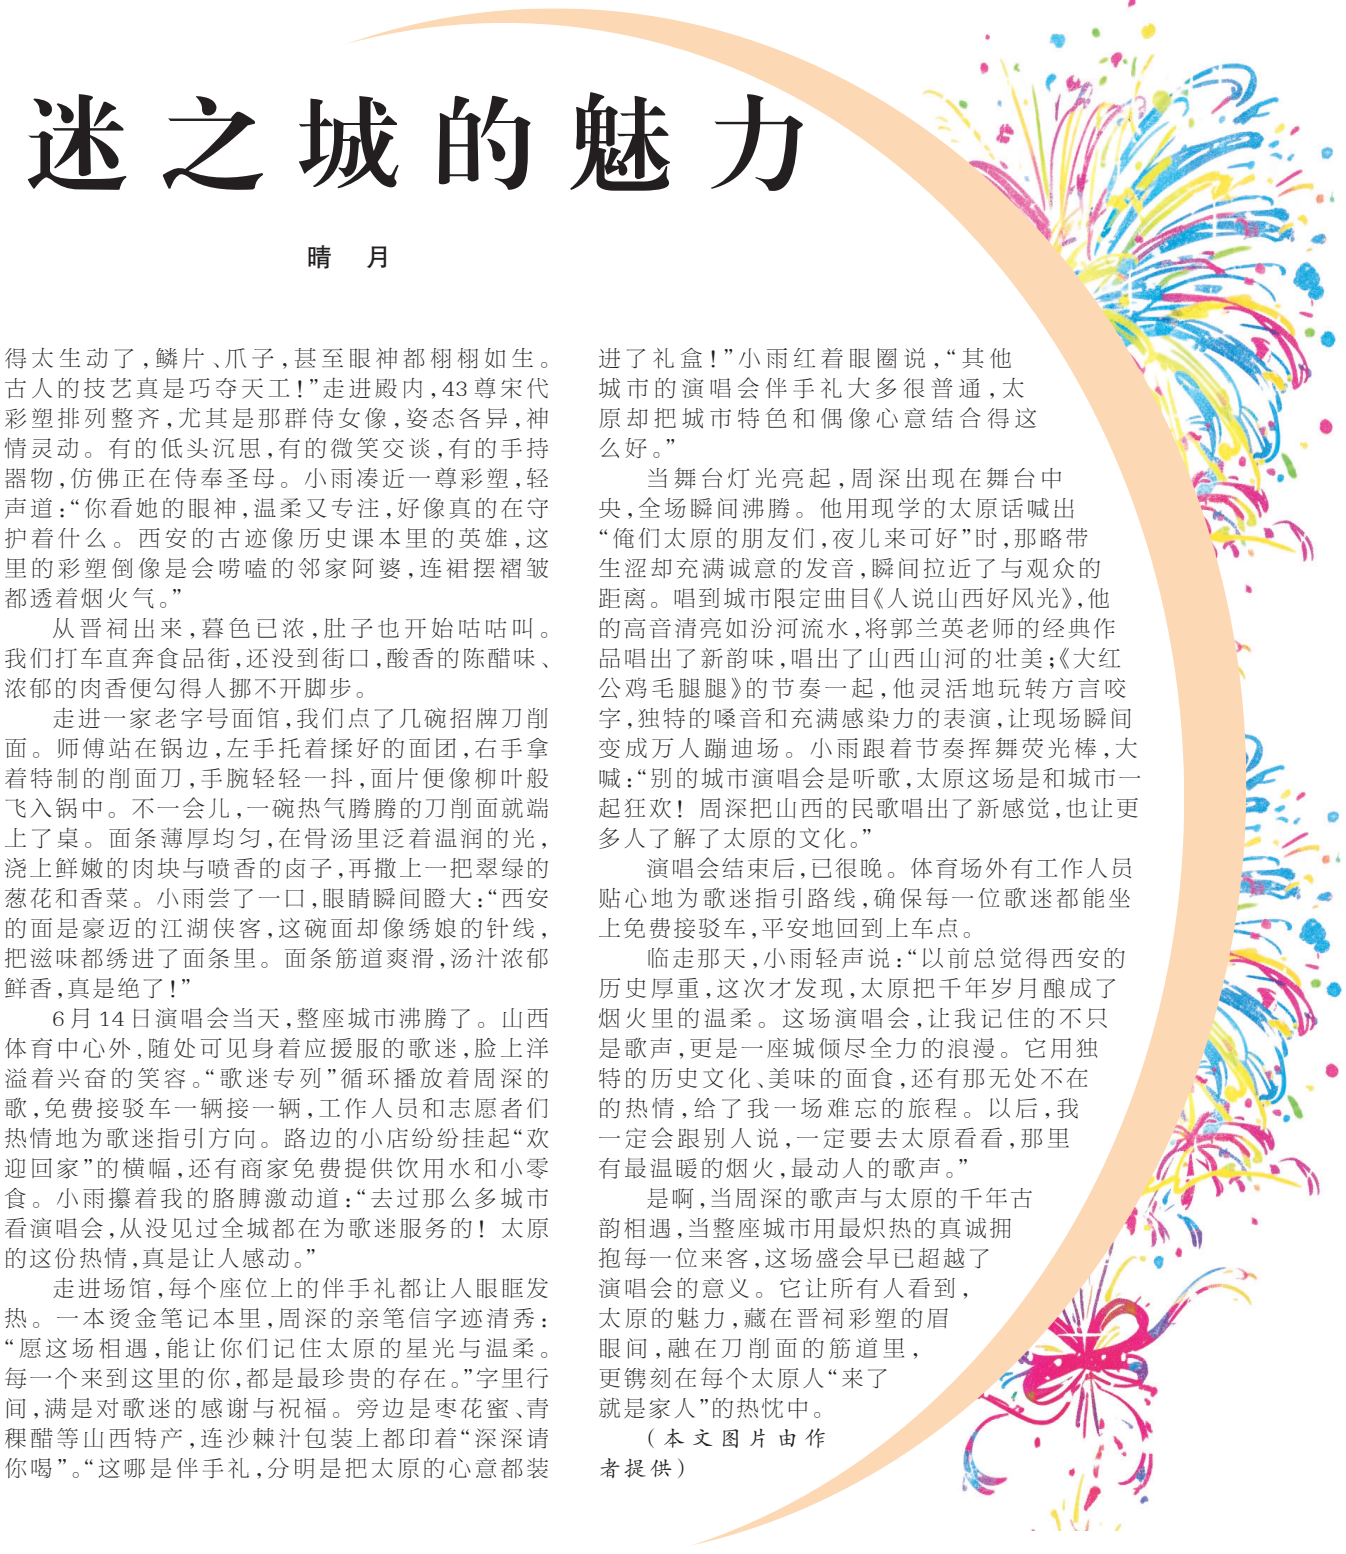 迷之城的魅力
晴 月
得太生动了，鳞片、爪子，甚至眼神都栩栩如生。
古人的技艺真是巧夺天工！”走进殿内，43尊宋代
彩塑排列整齐，尤其是那群侍女像，姿态各异，神
情灵动。有的低头沉思，有的微笑交谈，有的手持
器物，仿佛正在侍奉圣母。小雨凑近一尊彩塑，轻
声道：“你看她的眼神，温柔又专注，好像真的在守
护着什么。西安的古迹像历史课本里的英雄，这
里的彩塑倒像是会唠嗑的邻家阿婆，连裙摆褶皱
都透着烟火气。”
从晋祠出来，暮色已浓，肚子也开始咕咕叫。
我们打车直奔食品街，还没到街口，酸香的陈醋味、
浓郁的肉香便勾得人挪不开脚步。
走进一家老字号面馆，我们点了几碗招牌刀削
面。师傅站在锅边，左手托着揉好的面团，右手拿
着特制的削面刀，手腕轻轻一抖，面片便像柳叶般
飞入锅中。不一会儿，一碗热气腾腾的刀削面就端
上了桌。面条薄厚均匀，在骨汤里泛着温润的光，
浇上鲜嫩的肉块与喷香的卤子，再撒上一把翠绿的
葱花和香菜。小雨尝了一口，眼睛瞬间瞪大：“西安
的面是豪迈的江湖侠客，这碗面却像绣娘的针线，
把滋味都绣进了面条里。面条筋道爽滑，汤汁浓郁
鲜香，真是绝了！”
6月14日演唱会当天，整座城市沸腾了。山西
体育中心外，随处可见身着应援服的歌迷，脸上洋
溢着兴奋的笑容。“歌迷专列”循环播放着周深的
歌，免费接驳车一辆接一辆，工作人员和志愿者们
热情地为歌迷指引方向。路边的小店纷纷挂起“欢
迎回家”的横幅，还有商家免费提供饮用水和小零
食。小雨攥着我的胳膊激动道：“去过那么多城市
看演唱会，从没见过全城都在为歌迷服务的！太原
的这份热情，真是让人感动。”
走进场馆，每个座位上的伴手礼都让人眼眶发
热。一本烫金笔记本里，周深的亲笔信字迹清秀：
“愿这场相遇，能让你们记住太原的星光与温柔。
每一个来到这里的你，都是最珍贵的存在。”字里行
间，满是对歌迷的感谢与祝福。旁边是枣花蜜、青
稞醋等山西特产，连沙棘汁包装上都印着“深深请
你喝”。“这哪是伴手礼，分明是把太原的心意都装
进了礼盒！”小雨红着眼圈说，“其他
城市的演唱会伴手礼大多很普通，太
原却把城市特色和偶像心意结合得这
么好。”
当舞台灯光亮起，周深出现在舞台中
央，全场瞬间沸腾。他用现学的太原话喊出
“俺们太原的朋友们，夜儿来可好”时，那略带
生涩却充满诚意的发音，瞬间拉近了与观众的
距离。唱到城市限定曲目《人说山西好风光》，他
的高音清亮如汾河流水，将郭兰英老师的经典作
品唱出了新韵味，唱出了山西山河的壮美；《大红
公鸡毛腿腿》的节奏一起，他灵活地玩转方言咬
字，独特的嗓音和充满感染力的表演，让现场瞬间
变成万人蹦迪场。小雨跟着节奏挥舞荧光棒，大
喊：“别的城市演唱会是听歌，太原这场是和城市一
起狂欢！周深把山西的民歌唱出了新感觉，也让更
多人了解了太原的文化。”
演唱会结束后，已很晚。体育场外有工作人员
贴心地为歌迷指引路线，确保每一位歌迷都能坐
上免费接驳车，平安地回到上车点。
临走那天，小雨轻声说：“以前总觉得西安的
历史厚重，这次才发现，太原把千年岁月酿成了
烟火里的温柔。这场演唱会，让我记住的不只
是歌声，更是一座城倾尽全力的浪漫。它用独
特的历史文化、美味的面食，还有那无处不在
的热情，给了我一场难忘的旅程。以后，我
一定会跟别人说，一定要去太原看看，那里
有最温暖的烟火，最动人的歌声。”
是啊，当周深的歌声与太原的千年古
韵相遇，当整座城市用最炽热的真诚拥
抱每一位来客，这场盛会早已超越了
演唱会的意义。它让所有人看到，
太原的魅力，藏在晋祠彩塑的眉
眼间，融在刀削面的筋道里，
更镌刻在每个太原人“来了
就是家人”的热忱中。
（本文图片由作
者提供）